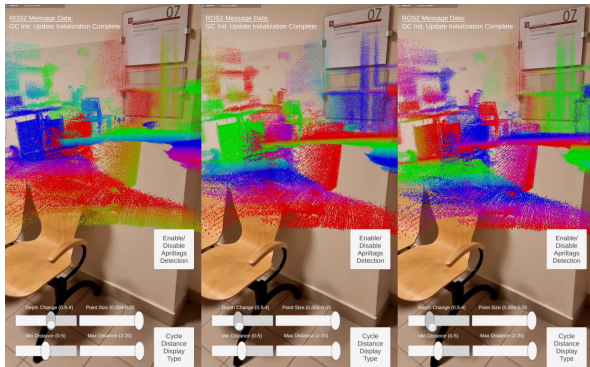 07
ROS2 Message Data:
GC Init: Update Initialization Complete
Enable/
Disable
Apriltags
Detection
Depth Change (0.5-4)
Point Size (0.004-0.05)
Min Distance (0-5)
Max Distance (2-20)
Cycle
Distance
Display
Type
07
ROS2 Message Data:
GC Init: Update Initialization Complete
Enable/
Disable
Apriltags
Detection
Depth Change (0.5-4)
Point Size (0.004-0.05)
Min Distance (0-5)
Max Distance (2-20)
Cycle
Distance
Display
Type
07
ROS2 Message Data:
GC Init: Update Initialization Complete
Enable/
Disable
Apriltags
Detection
Depth Change (0.5-4)
Point Size (0.004-0.05)
Min Distance (0-5)
Max Distance (2-20)
Cycle
Distance
Display
Type